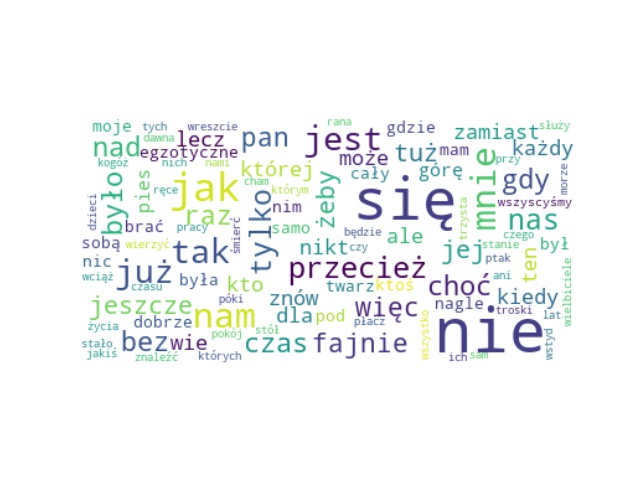 moje tych wreszcie rana gdzie służy
nad dawna lecz pan jest zamiast
egzotyczne może tuż mam każdy
kogoż nich nami której cały górę przy
jak cham się gdy morze
było pies ręce którym żeby mnie wszyscyśmy
dzieci brać raz tylko nim trzysta nas
sobą wierzyć pracy śmierć samo będzie ale czego
tak nikt czy jej stanie był
nic już przecież ptak ten
wciąż czasu była kto twarz ktoś choć ani wielbiciele
jeszcze póki znów więc nagle kiedy
życia dobrze nam dla pod płacz nie troski lat
stało bez wie pokój stół czas fajnie wszystko wstyd
jakiś znaleźć których ich sam